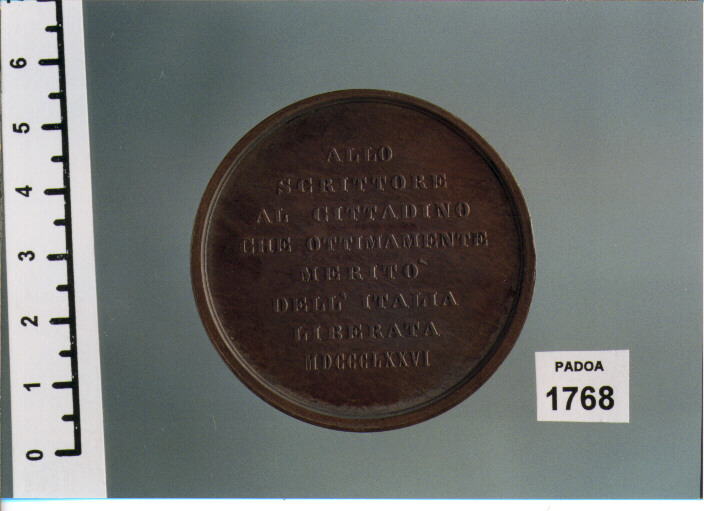 ALLO
SCRITTORE
AL CITTADINO
CHE OTTIMAMENTE
MERITO`
DELL' ITALIA
LIBERATA
MDCCCLXXVI
PADOA
1768
6
5
4
3
2
1
0